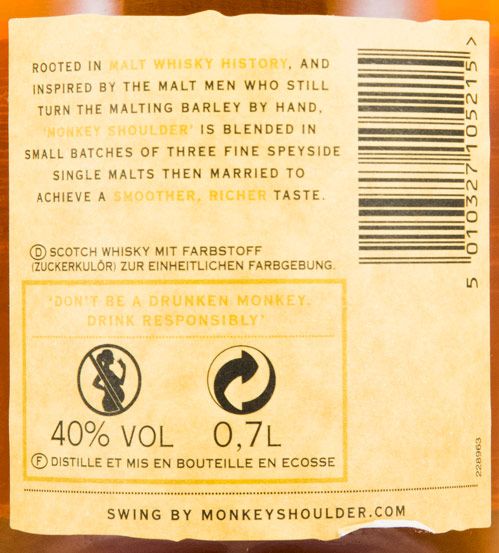 ROOTED IN MALT WHISKY HISTORY, AND
INSPIRED BY THE MALT MEN WHO STILL
TURN THE MALTING BARLEY BY HAND,
'MONKEY SHOULDER' IS BLENDED IN
SMALL BATCHES OF THREE FINE SPEYSIDE
SINGLE MALTS THEN MARRIED TO
ACHIEVE A SMOOTHER, RICHER TASTE.
5 010327 105215 >
Ⓓ SCOTCH WHISKY MIT FARBSTOFF
(ZUCKERKULÖR) ZUR EINHEITLICHEN FARBGEBUNG.
'DON'T BE A DRUNKEN MONKEY.
DRINK RESPONSIBLY'
40% VOL 0,7L
Ⓕ DISTILLE ET MIS EN BOUTEILLE EN ECOSSE
228963
SWING BY MONKEYSHOULDER.COM